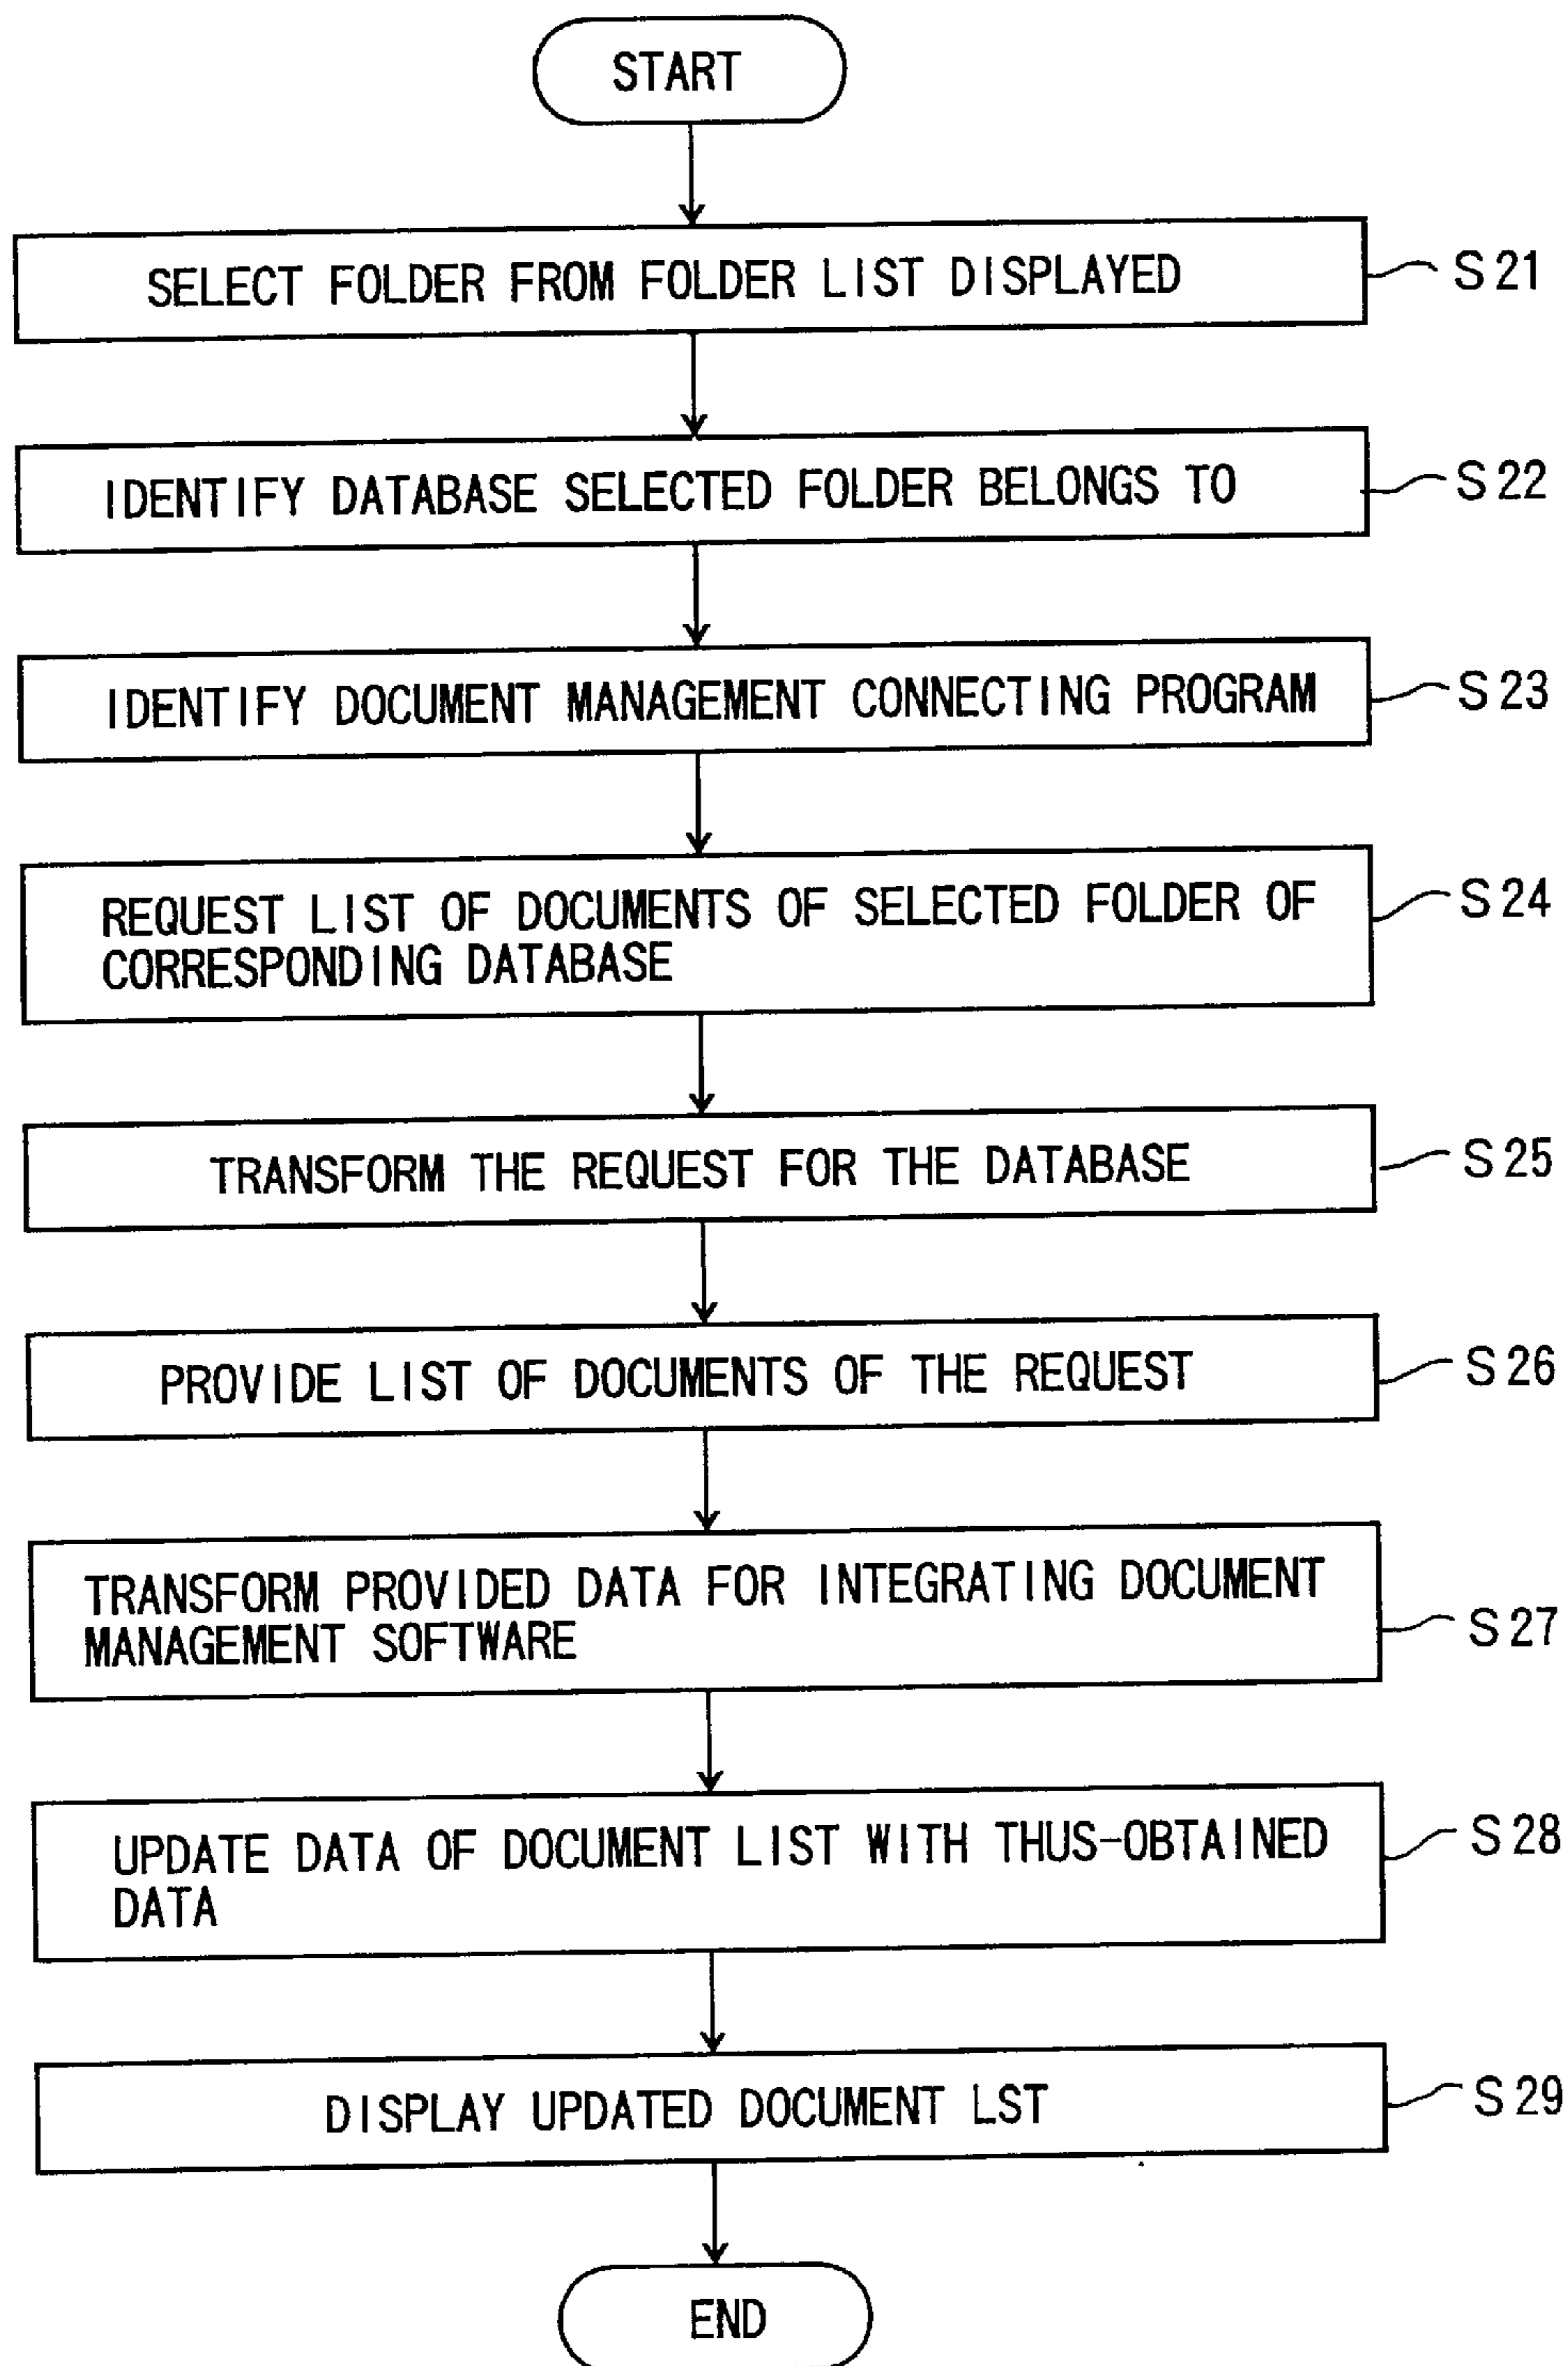 START
SELECT FOLDER FROM FOLDER LIST DISPLAYED
S21
IDENTIFY DATABASE SELECTED FOLDER BELONGS TO
S22
IDENTIFY DOCUMENT MANAGEMENT CONNECTING PROGRAM
S23
REQUEST LIST OF DOCUMENTS OF SELECTED FOLDER OF
CORRESPONDING DATABASE
S24
TRANSFORM THE REQUEST FOR THE DATABASE
S25
PROVIDE LIST OF DOCUMENTS OF THE REQUEST
S26
TRANSFORM PROVIDED DATA FOR INTEGRATING DOCUMENT
MANAGEMENT SOFTWARE
S27
UPDATE DATA OF DOCUMENT LIST WITH THUS-OBTAINED
DATA
S28
DISPLAY UPDATED DOCUMENT LST
S29
END